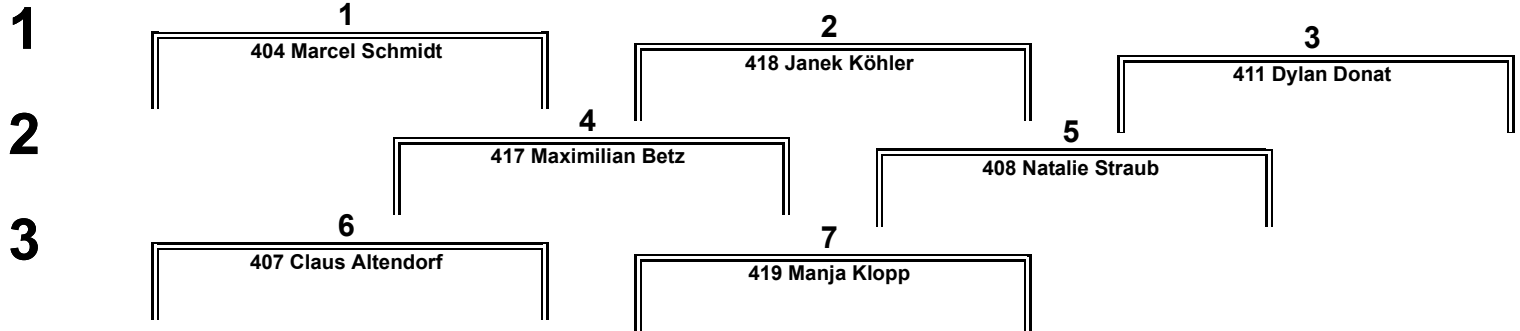 1
1
404 Marcel Schmidt
2
418 Janek Köhler
3
411 Dylan Donat
2
4
417 Maximilian Betz
5
408 Natalie Straub
3
6
407 Claus Altendorf
7
419 Manja Klopp